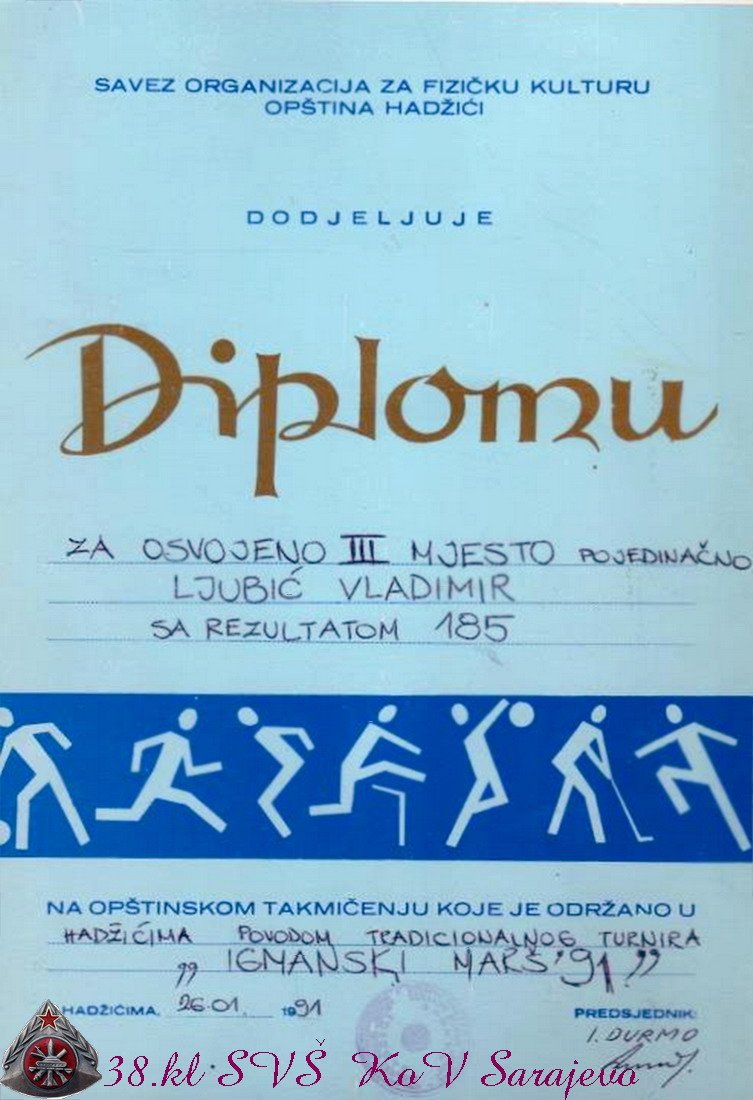 SAVEZ ORGANIZACIJA ZA FIZIČKU KULTURU
OPŠTINA HADŽIĆI
DODJELJUJE
Diplomu
ZA OSVOJENO III MJESTO POJEDINAČNO
LJUBIĆ VLADIMIR
SA REZULTATOM 185
NA OPŠTINSKOM TAKMIČENJU KOJE JE ODRŽANO U
HADŽIĆIMA POVODOM TRADICIONALNOG TURNIRA
„ IGMANSKI MARŠ '91 ”
HADŽIĆIMA, 26.01. 1991
PREDSJEDNIK:
I. DURMO
38.kl SVŠ KoV Sarajevo